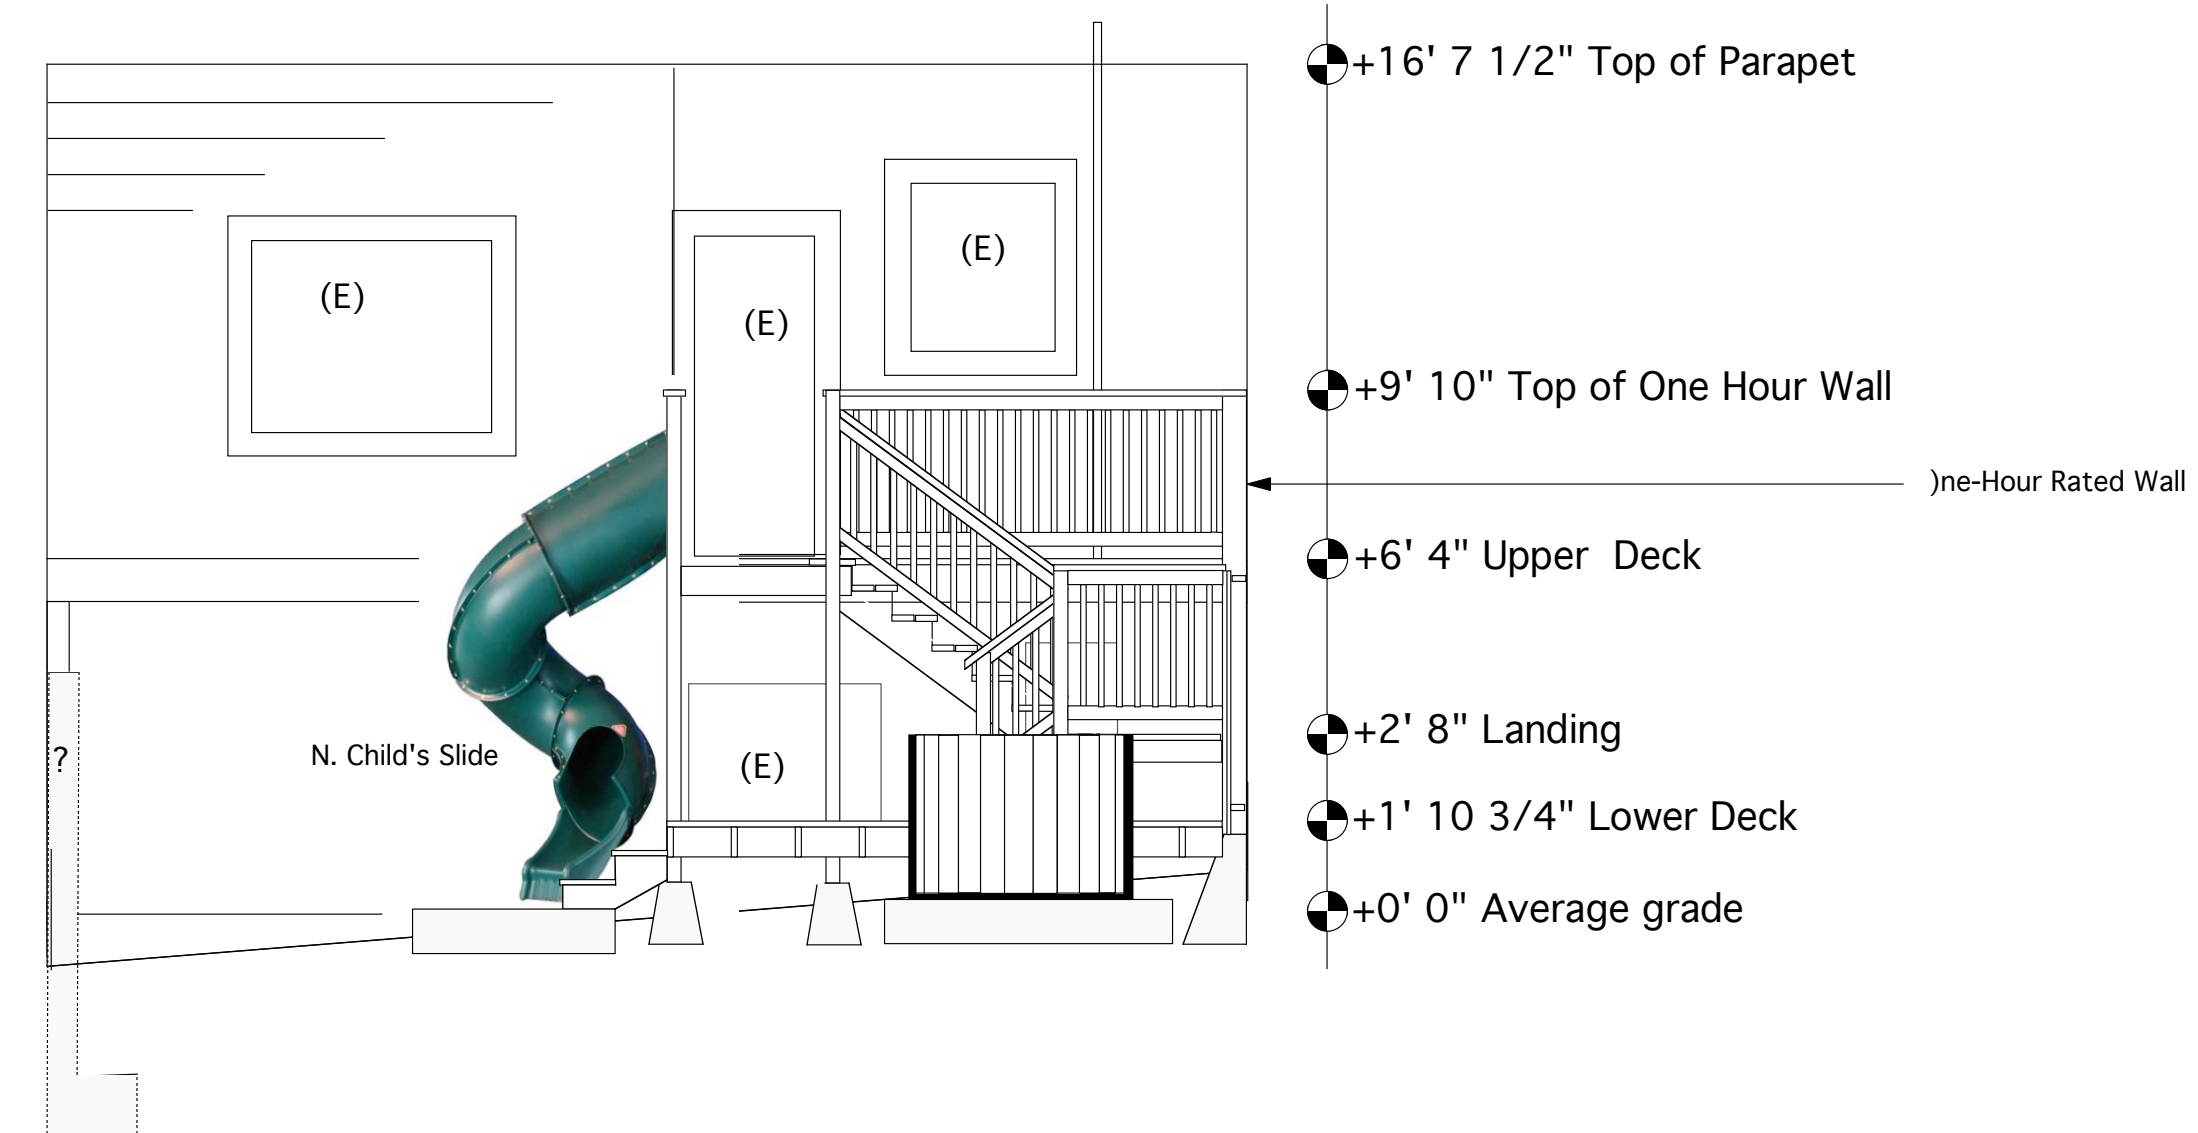 +16' 7 1/2" Top of Parapet
(E)
(E)
(E)
+9' 10" Top of One Hour Wall
)ne-Hour Rated Wall
+6' 4" Upper Deck
+2' 8" Landing
?
N. Child's Slide
(E)
+1' 10 3/4" Lower Deck
+0' 0" Average grade